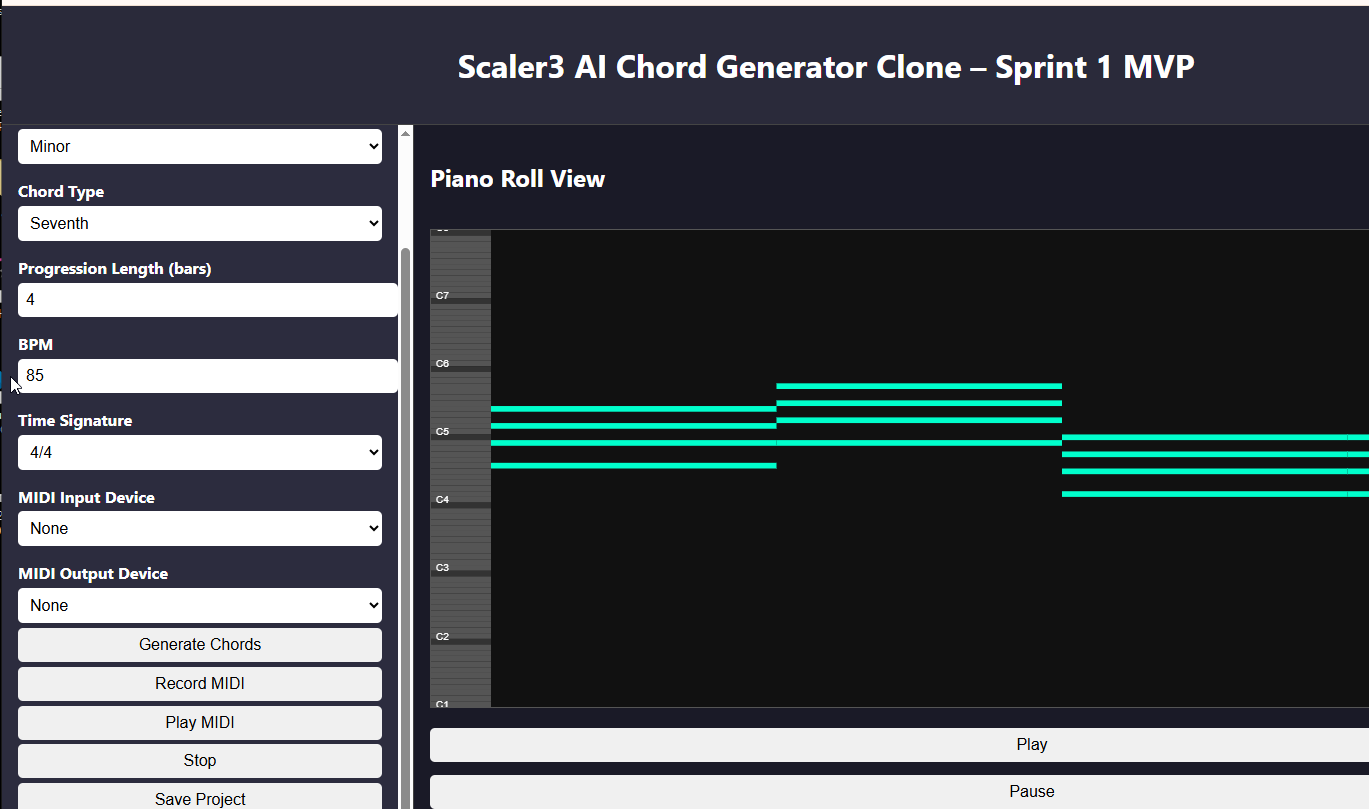 Scaler3 AI Chord Generator Clone – Sprint 1 MVP
Minor
Chord Type
Seventh
Progression Length (bars)
4
BPM
85
Time Signature
4/4
MIDI Input Device
None
MIDI Output Device
None
Generate Chords
Record MIDI
Play MIDI
Stop
Save Project
Piano Roll View
C7
C6
C5
C4
C3
C2
C1
Play
Pause